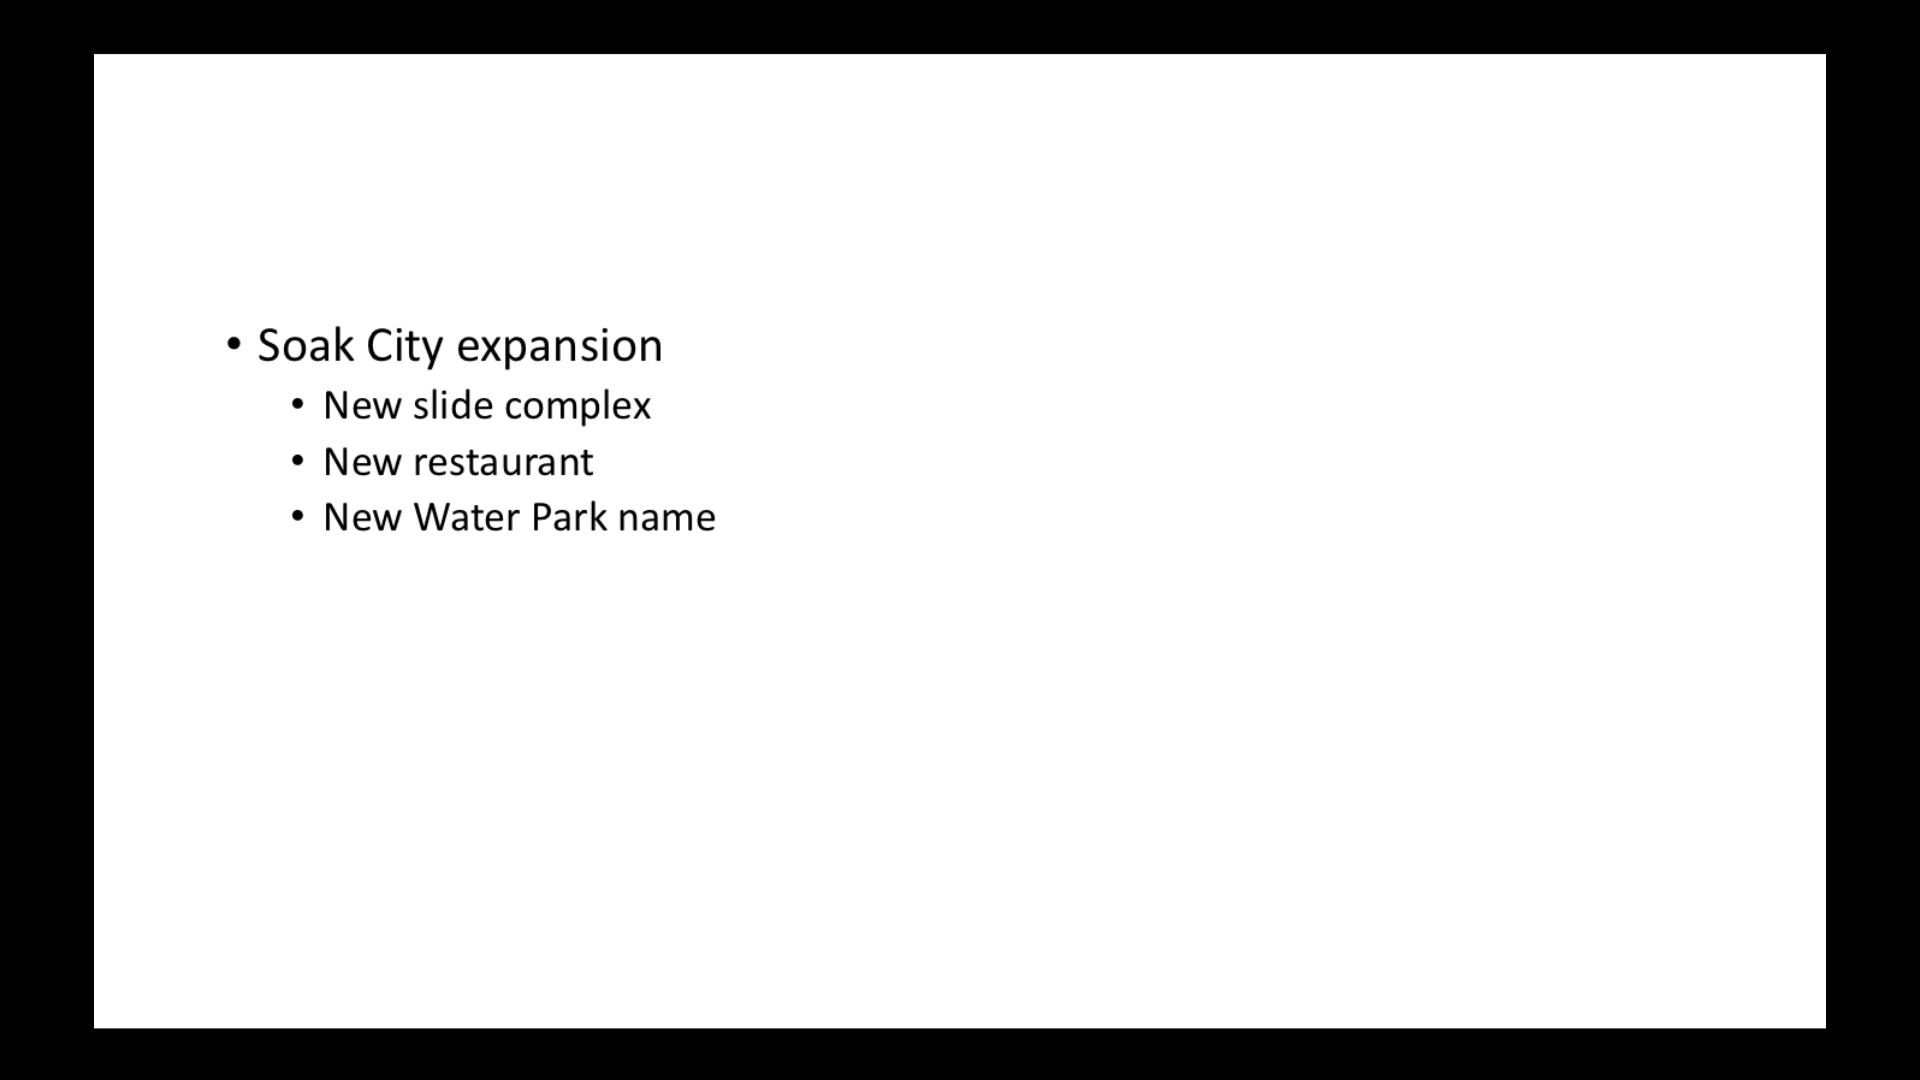 • Soak City expansion
• New slide complex
• New restaurant
• New Water Park name